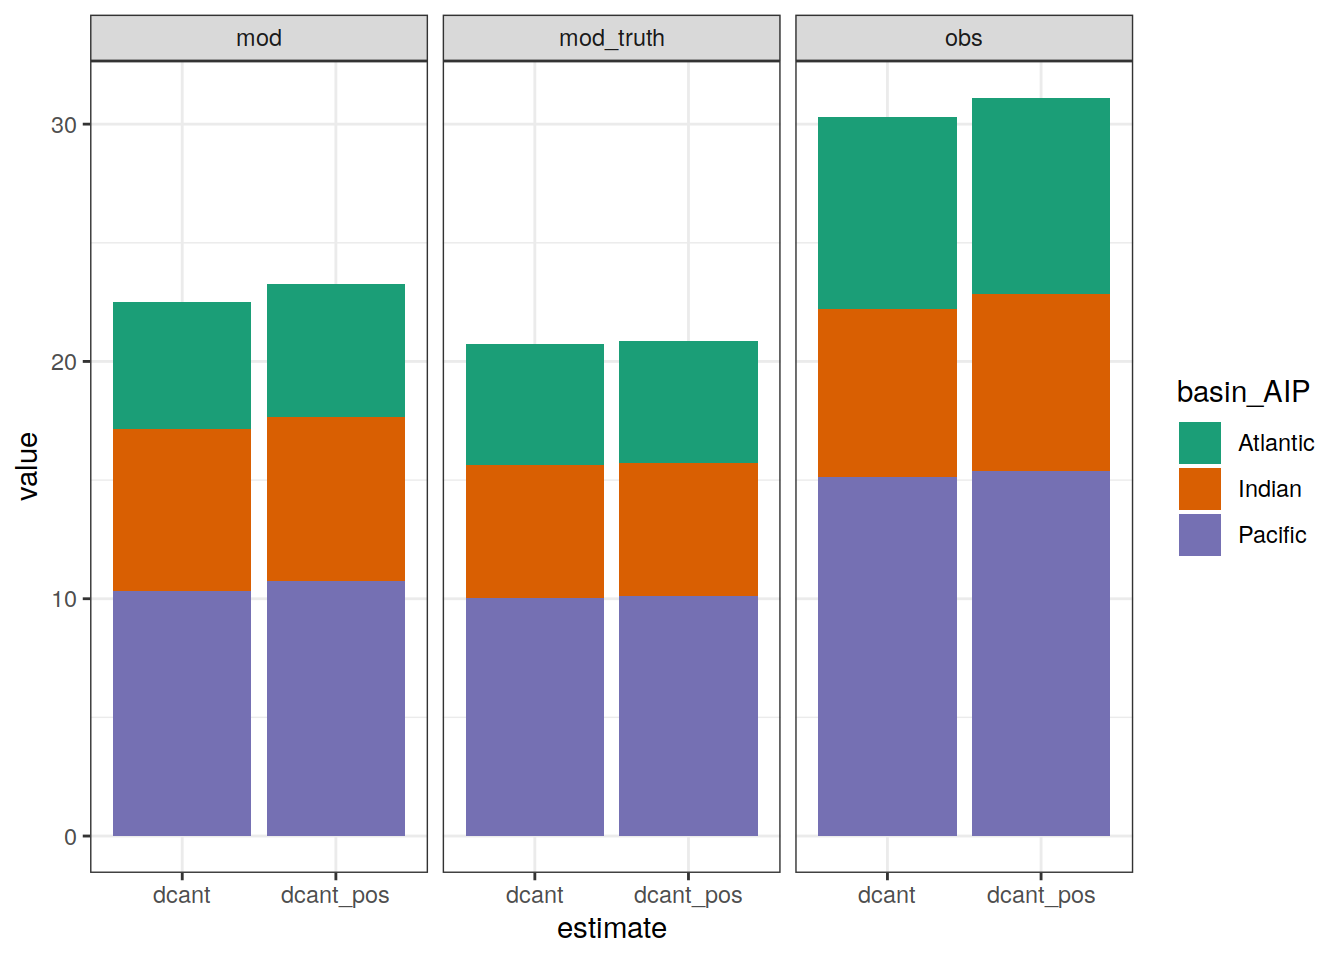 mod
mod_truth
obs
value
30
20
10
0
dcant
dcant_pos
dcant
dcant_pos
dcant
dcant_pos
estimate
basin_AIP
Atlantic
Indian
Pacific